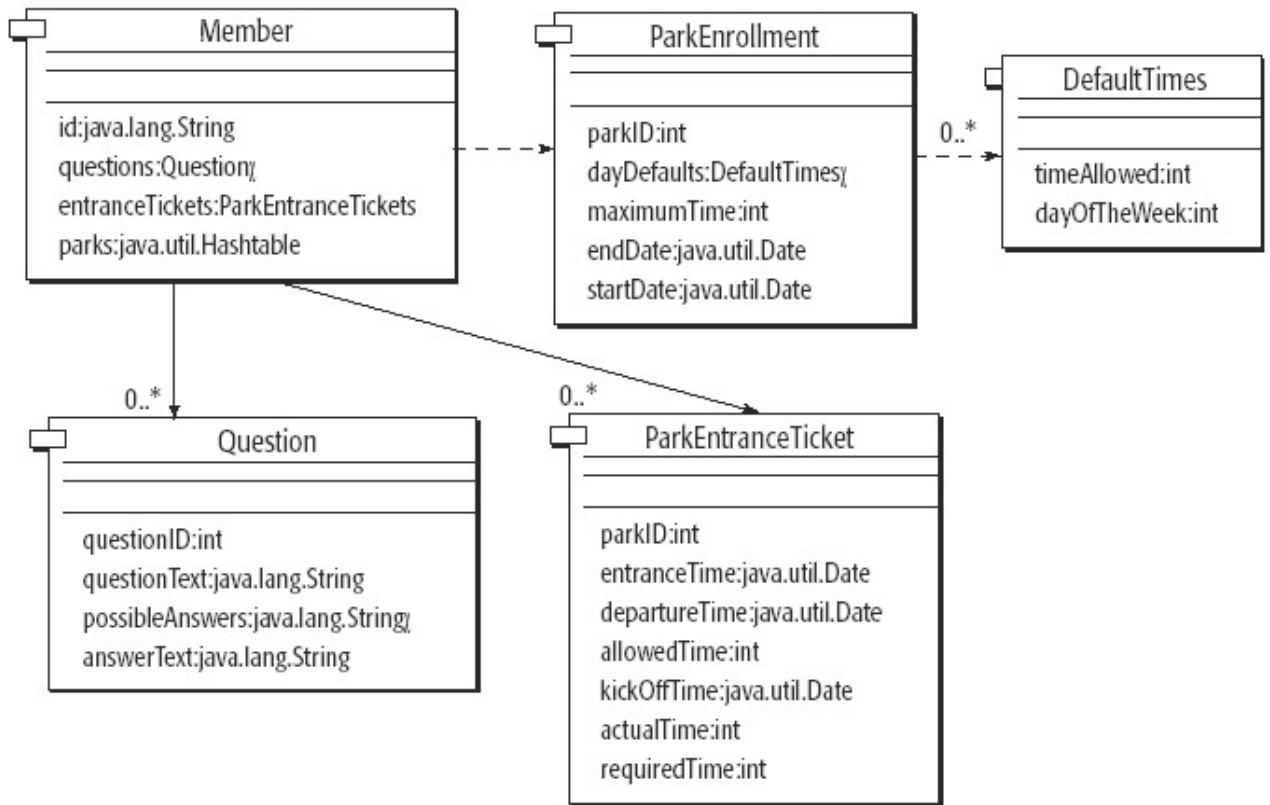 Member
id:java.lang.String
questions:Question[]
entranceTickets:ParkEntranceTickets
parks:java.util.Hashtable
ParkEnrollment
parkID:int
dayDefaults:DefaultTimes[]
maximumTime:int
endDate:java.util.Date
startDate:java.util.Date
0..*
DefaultTimes
timeAllowed:int
dayOfTheWeek:int
0..*
Question
questionID:int
questionText:java.lang.String
possibleAnswers:java.lang.String[]
answerText:java.lang.String
0..*
ParkEntranceTicket
parkID:int
entranceTime:java.util.Date
departureTime:java.util.Date
allowedTime:int
kickOffTime:java.util.Date
actualTime:int
requiredTime:int